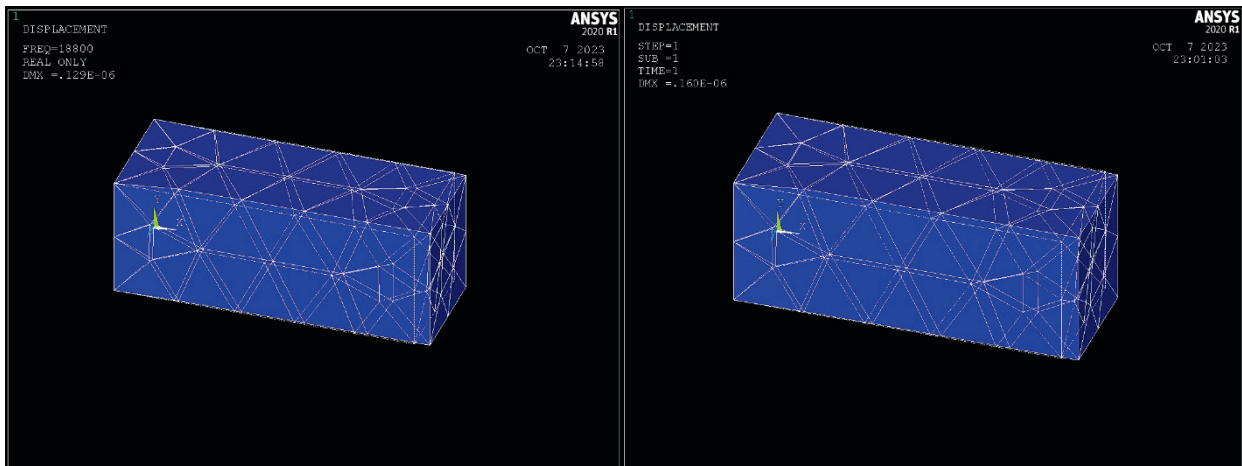 1
ANSYS
2020 R1
DISPLACEMENT
FREQ=18800
REAL ONLY
DMX =.129E-06
OCT 7 2023
23:14:58
1
ANSYS
2020 R1
DISPLACEMENT
STEP=1
SUB =1
TIME=1
DMX =.160E-06
OCT 7 2023
23:01:03